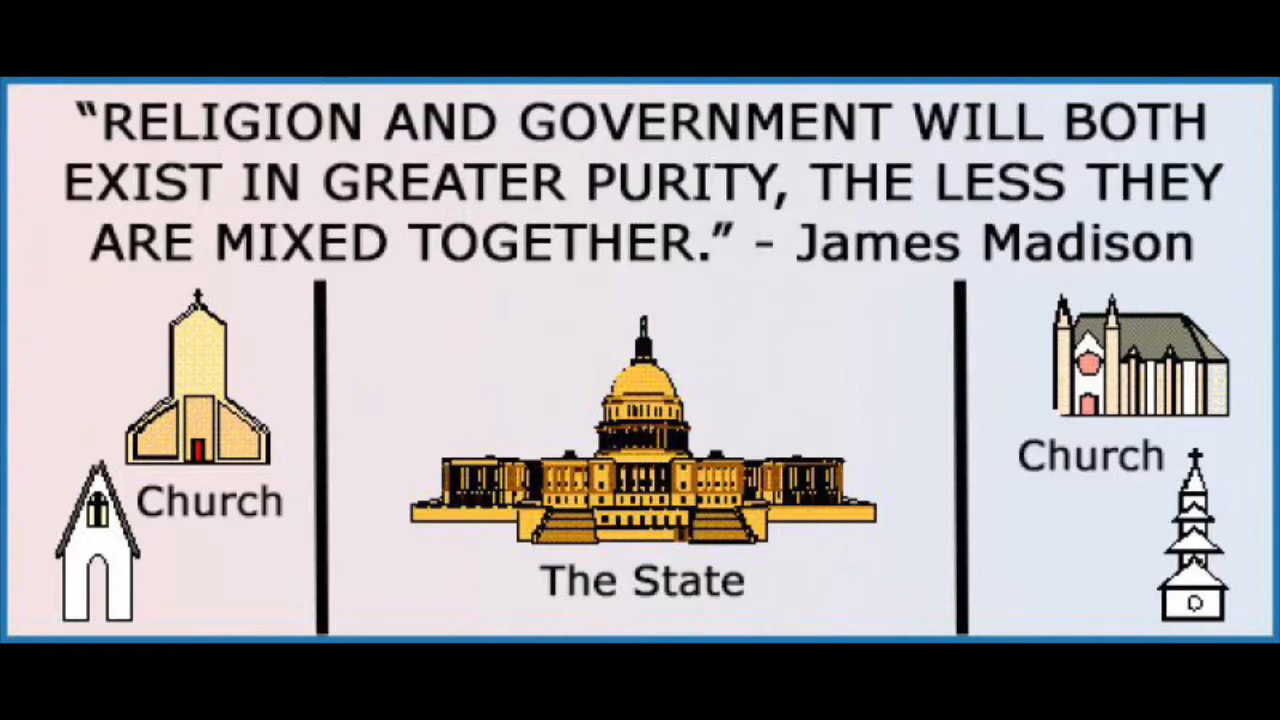 “RELIGION AND GOVERNMENT WILL BOTH
EXIST IN GREATER PURITY, THE LESS THEY
ARE MIXED TOGETHER.” - James Madison
Church
The State
Church